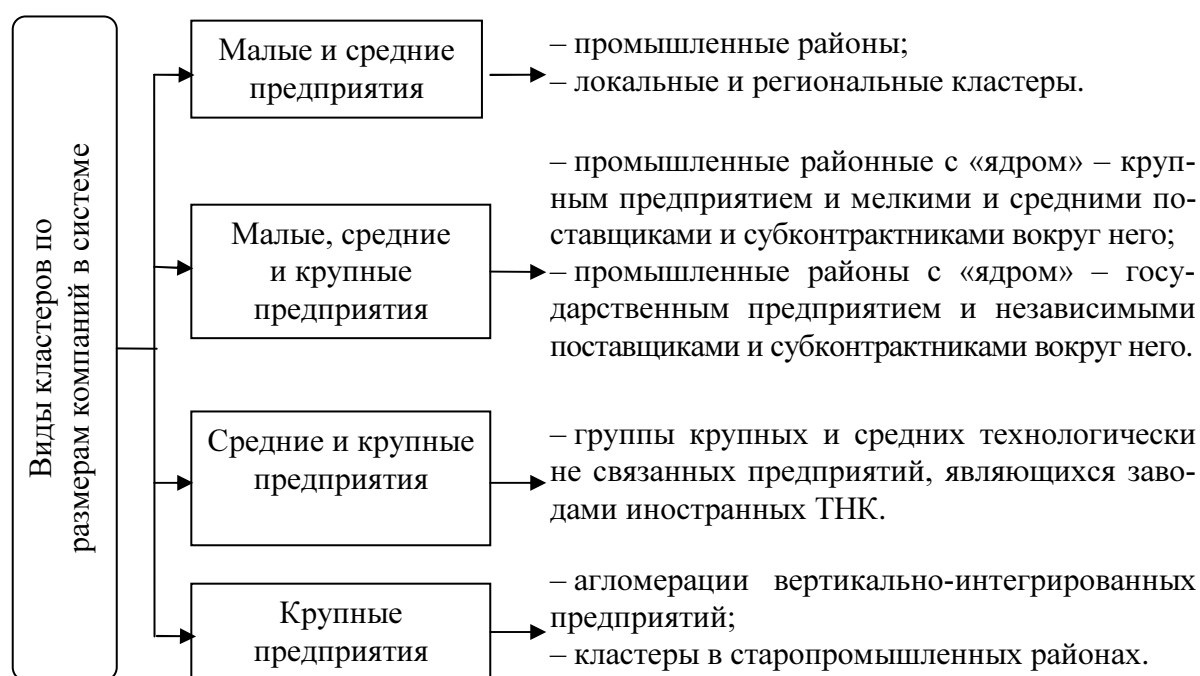 Виды кластеров по
размерам компаний в системе
Малые и средние
предприятия
– промышленные районы;
– локальные и региональные кластеры.
Малые, средние
и крупные
предприятия
– промышленные районные с «ядром» – круп-
ным предприятием и мелкими и средними по-
ставщиками и субконтрактниками вокруг него;
– промышленные районы с «ядром» – госу-
дарственным предприятием и независимыми
поставщиками и субконтрактниками вокруг него.
Средние и крупные
предприятия
– группы крупных и средних технологически
не связанных предприятий, являющихся заво-
дами иностранных ТНК.
Крупные
предприятия
– агломерации вертикально-интегрированных
предприятий;
– кластеры в старопромышленных районах.